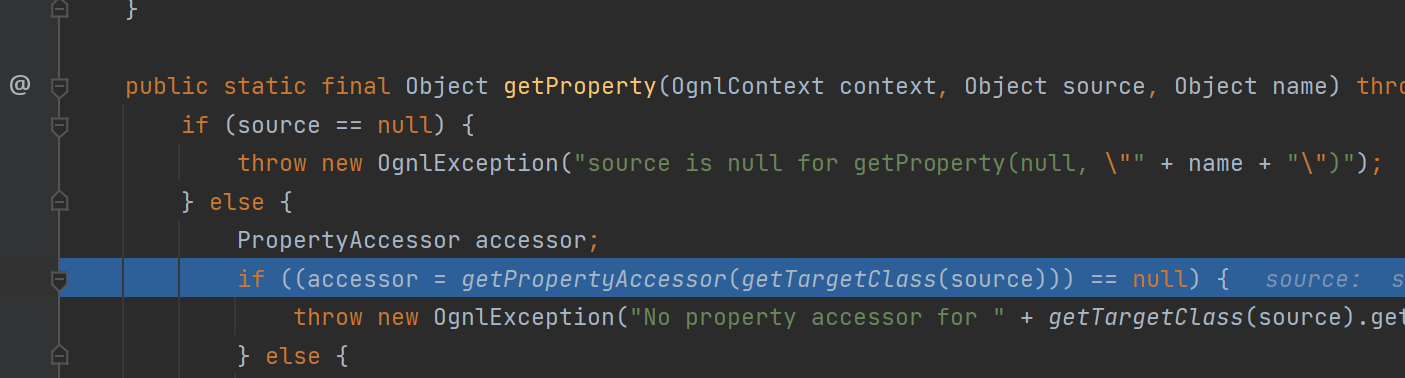 }
@ public static final Object getProperty(OgnlContext context, Object source, Object name) thro
if (source == null) {
throw new OgnlException("source is null for getProperty(null, \"" + name + "\")");
} else {
PropertyAccessor accessor;
if ((accessor = getPropertyAccessor(getTargetClass(source))) == null) { source: s
throw new OgnlException("No property accessor for " + getTargetClass(source).get
} else {